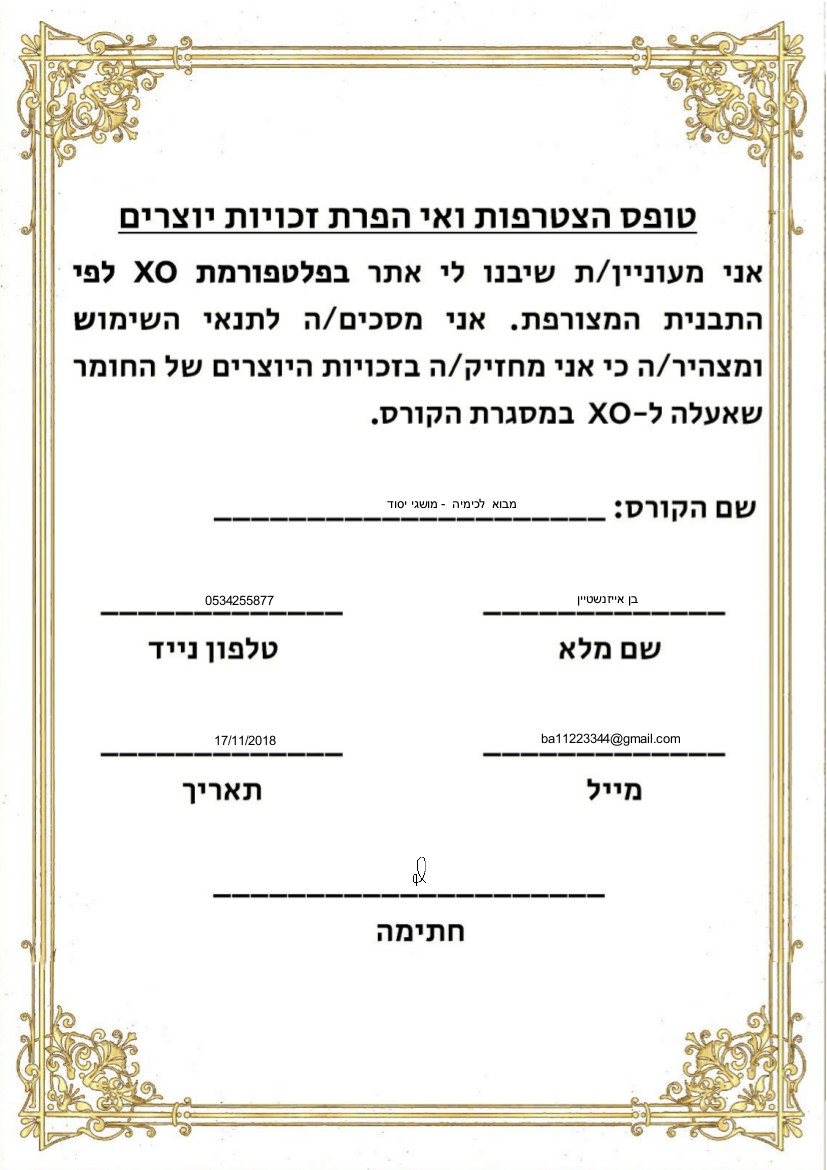 טופס הצטרפות ואי הפרת זכויות יוצרים
אני מעוניין/ת שיבנו לי אתר בפלטפורמת XO לפי
התבנית המצורפת. אני מסכים/ה לתנאי השימוש
ומצהיר/ה כי אני מחזיק/ה בזכויות היוצרים של החומר
שאעלה ל-XO במסגרת הקורס.
שם הקורס: מבוא לכימיה - מושגי יסוד
בן אייזנשטיין 0534255877
שם מלא טלפון נייד
ba11223344@gmail.com 17/11/2018
מייל תאריך
חתימה